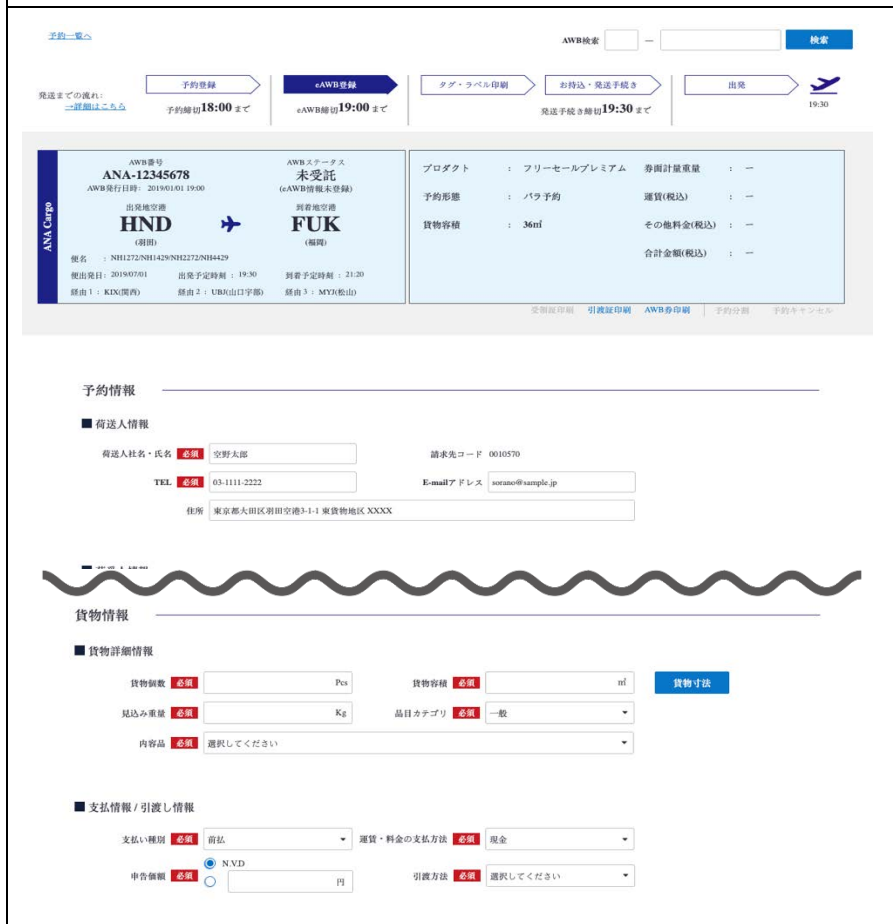 予約一覧へ
AWB検索 ー 検索
発送までの流れ：
→詳細はこちら
予約登録 eAWB登録 タグ・ラベル印刷 お持込・発送手続き 出発
予約締切18:00まで eAWB締切19:00まで 発送手続き締切19:30まで 19:30
ANA Cargo
AWB番号 AWBステータス
ANA-12345678 未受託
AWB発行日時： 2019/01/01 19:00 (eAWB情報未登録)
出発地空港 到着地空港
HND FUK
(羽田) (福岡)
便名 : NH1272/NH1429/NH2272/NH4429
便出発日 : 2019/07/01 出発予定時刻 : 19:30 到着予定時刻 : 21:20
経由1 : KIX(関西) 経由2 : UBJ(山口宇部) 経由3 : MYJ(松山)
プロダクト : フリーセールプレミアム 券面計量重量 : ー
予約形態 : バラ予約 運賃(税込) : ー
貨物容積 : 36㎥ その他料金(税込) : ー
合計金額(税込) : ー
引渡証印刷 AWB券印刷 予約分割 予約キャンセル
予約情報
■ 荷送人情報
荷送人社名・氏名 必須 空野太郎 請求先コード 0010570
TEL 必須 03-1111-2222 E-mailアドレス sorano@sample.jp
住所 東京都大田区羽田空港3-1-1 東貨物地区 XXXX
貨物情報
■ 貨物詳細情報
貨物個数 必須 Pcs 貨物容積 必須 ㎥ 貨物寸法
見込み重量 必須 Kg 品目カテゴリ 必須 一般
内容品 必須 選択してください
■ 支払情報 / 引渡し情報
支払い種別 必須 前払 運賃・料金の支払方法 必須 現金
申告価額 必須 N.V.D
円 引渡方法 必須 選択してください